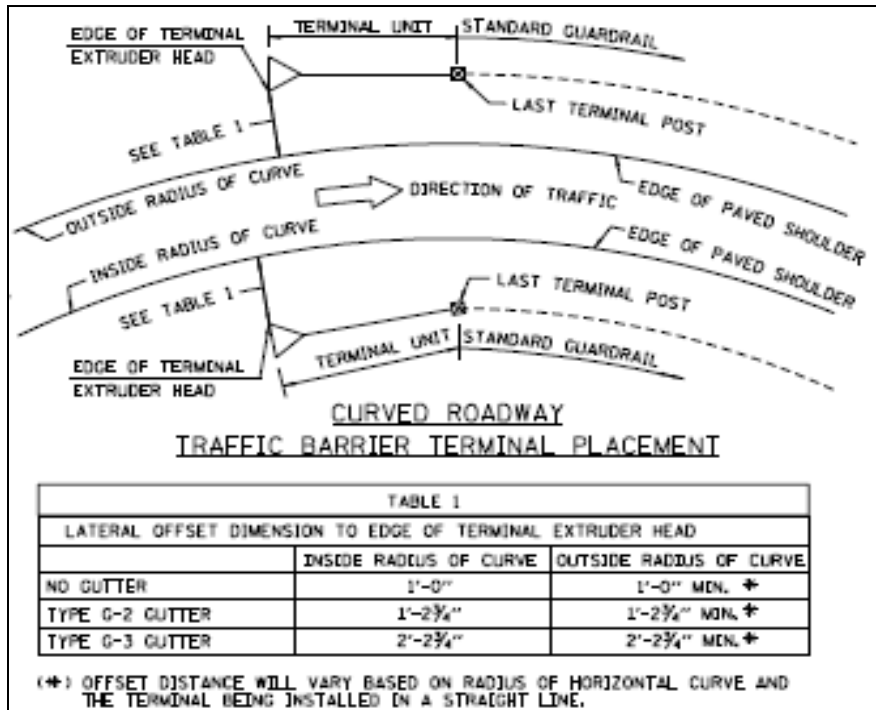 EDGE OF TERMINAL
EXTRUDER HEAD
TERMINAL UNIT
STANDARD GUARDRAIL
LAST TERMINAL POST
SEE TABLE 1
OUTSIDE RADIUS OF CURVE
DIRECTION OF TRAFFIC
EDGE OF PAVED SHOULDER
INSIDE RADIUS OF CURVE
EDGE OF PAVED SHOULDER
SEE TABLE 1
LAST TERMINAL POST
EDGE OF TERMINAL
EXTRUDER HEAD
TERMINAL UNIT
STANDARD GUARDRAIL
CURVED ROADWAY
TRAFFIC BARRIER TERMINAL PLACEMENT
TABLE 1
LATERAL OFFSET DIMENSION TO EDGE OF TERMINAL EXTRUDER HEAD
INSIDE RADIUS OF CURVE OUTSIDE RADIUS OF CURVE
NO GUTTER 1'-0" 1'-0" MIN. *
TYPE G-2 GUTTER 1'-2¾" 1'-2¾" MIN. *
TYPE G-3 GUTTER 2'-2¾" 2'-2¾" MIN. *
(*) OFFSET DISTANCE WILL VARY BASED ON RADIUS OF HORIZONTAL CURVE AND
THE TERMINAL BEING INSTALLED IN A STRAIGHT LINE.